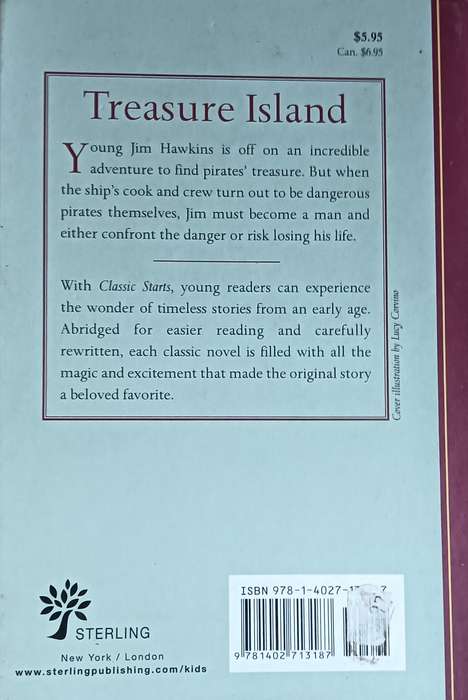 $5.95
Can. $6.95
Treasure Island
Young Jim Hawkins is off on an incredible
adventure to find pirates' treasure. But when
the ship's cook and crew turn out to be dangerous
pirates themselves, Jim must become a man and
either confront the danger or risk losing his life.
With Classic Starts, young readers can experience
the wonder of timeless stories from an early age.
Abridged for easier reading and carefully
rewritten, each classic novel is filled with all the
magic and excitement that made the original story
a beloved favorite.
Cover illustration by Lucy Corvino
STERLING
New York / London
www.sterlingpublishing.com/kids
ISBN 978-1-4027-
9 781402 713187